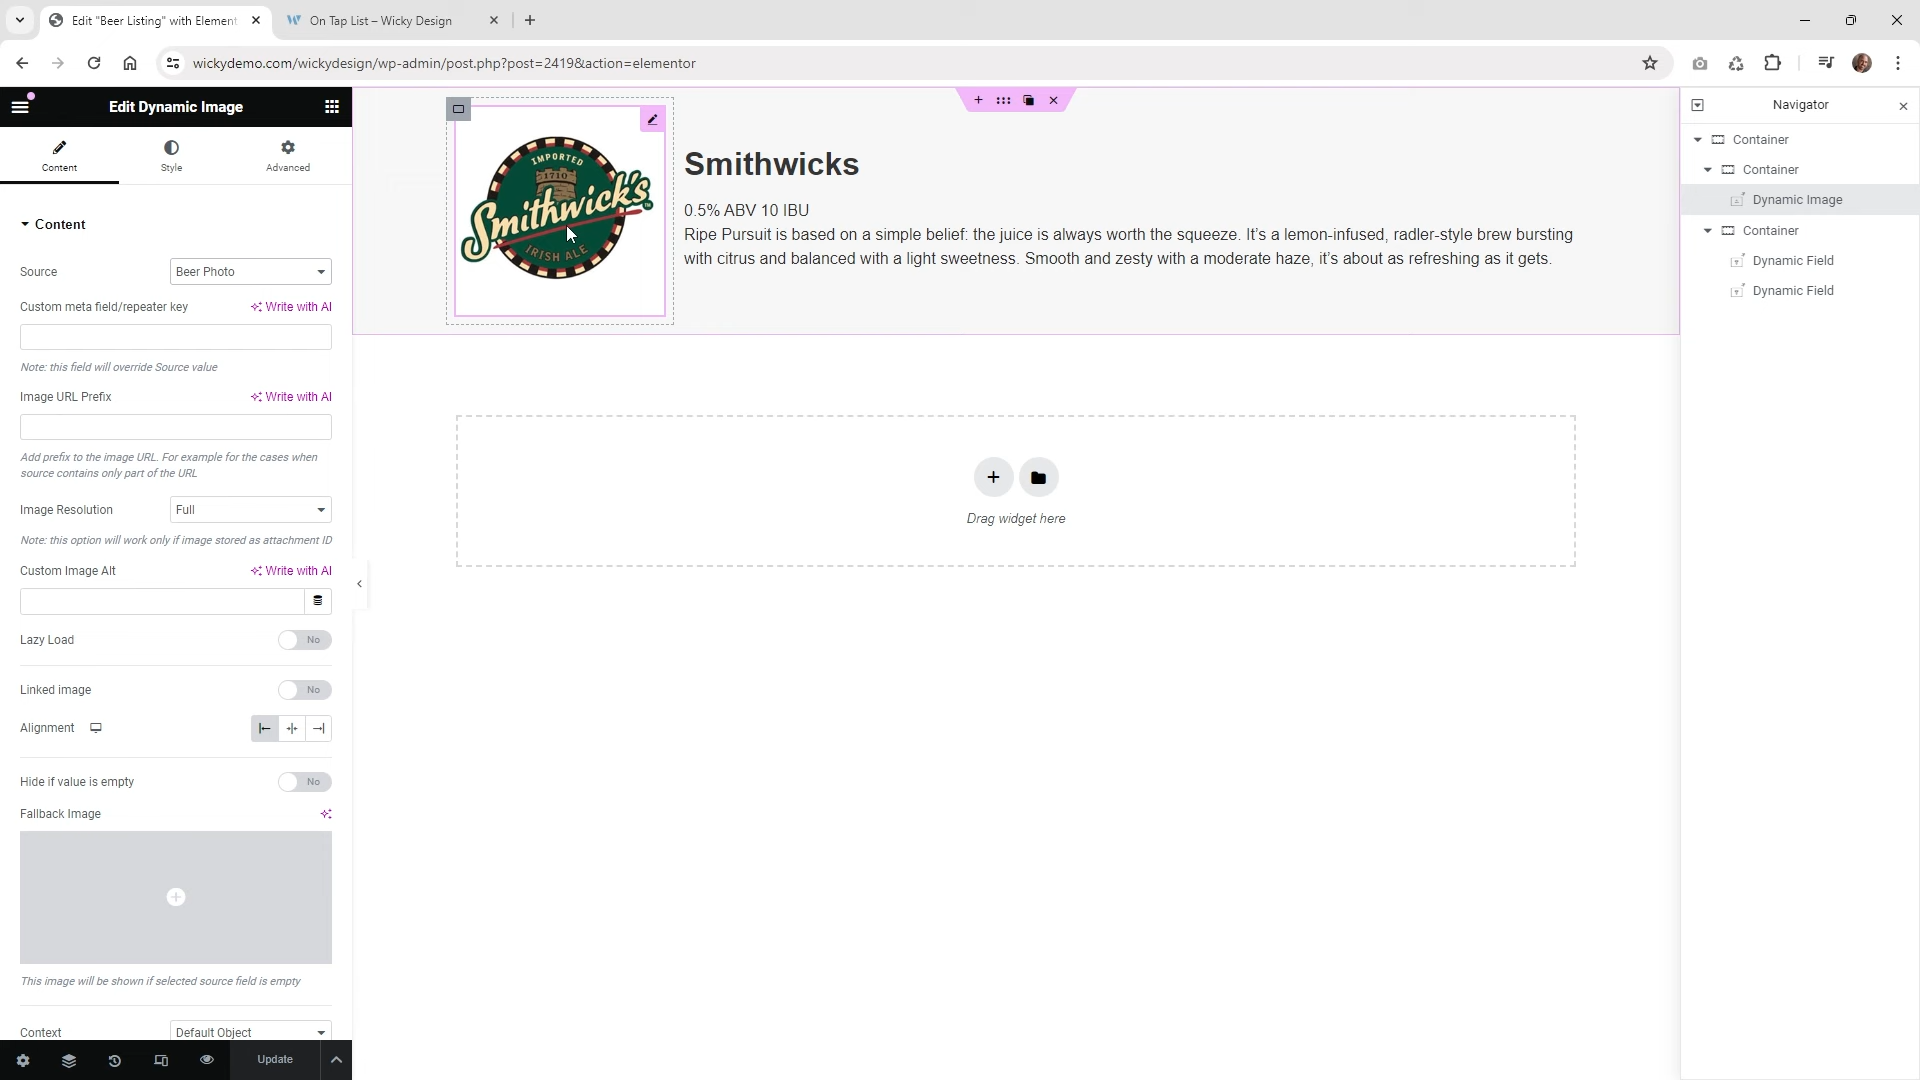 Edit "Beer Listing" with Element
On Tap List – Wicky Design
wickydemo.com/wickydesign/wp-admin/post.php?post=2419&action=elementor
Edit Dynamic Image
Content
Style
Advanced
Content
Source
Beer Photo
Custom meta field/repeater key
Write with AI
Note: this field will override Source value
Image URL Prefix
Write with AI
Add prefix to the image URL. For example for the cases when
source contains only part of the URL
Image Resolution
Full
Note: this option will work only if image stored as attachment ID
Custom Image Alt
Write with AI
Lazy Load
No
Linked image
No
Alignment
Hide if value is empty
No
Fallback Image
This image will be shown if selected source field is empty
Context
Default Object
Update
IMPORTED
1710
Smithwick's
TM
IRISH ALE
Smithwicks
0.5% ABV 10 IBU
Ripe Pursuit is based on a simple belief: the juice is always worth the squeeze. It's a lemon-infused, radler-style brew bursting
with citrus and balanced with a light sweetness. Smooth and zesty with a moderate haze, it's about as refreshing as it gets.
Drag widget here
Navigator
Container
Container
Dynamic Image
Container
Dynamic Field
Dynamic Field